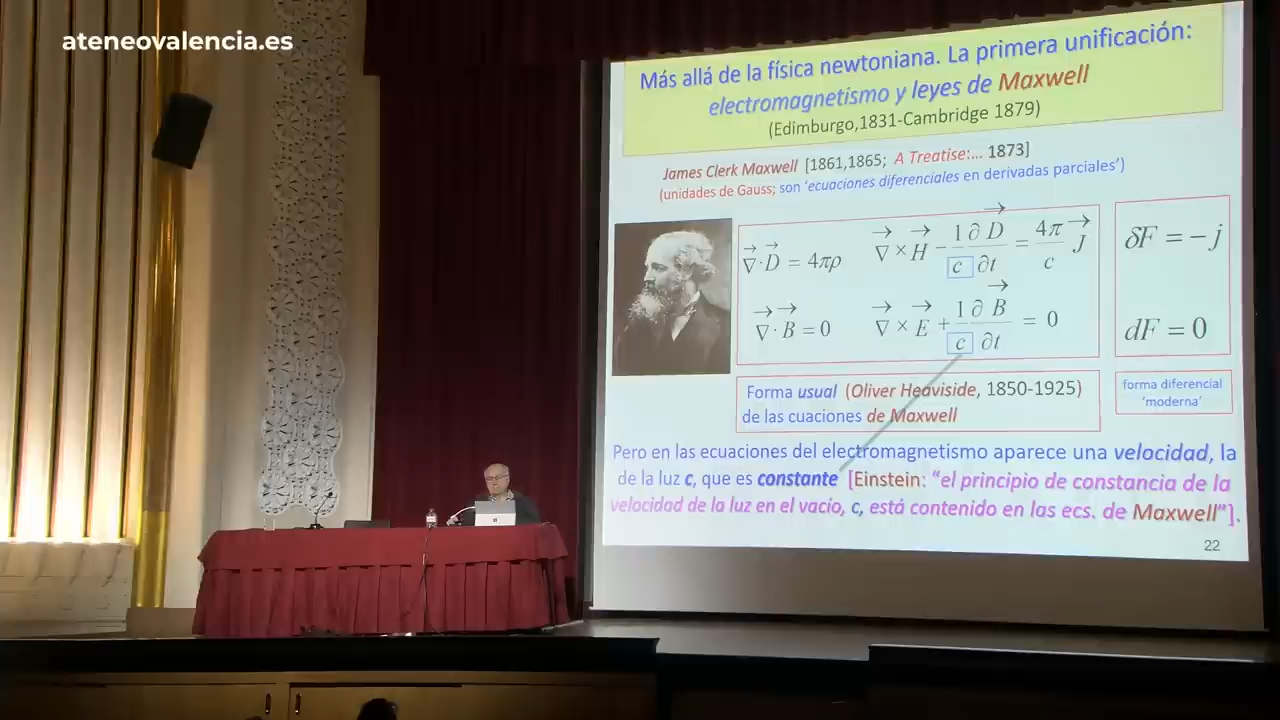 ateneovalencia.es
Más allá de la física newtoniana. La primera unificación:
electromagnetismo y leyes de Maxwell
(Edimburgo,1831-Cambridge 1879)
James Clerk Maxwell [1861,1865; A Treatise:... 1873]
(unidades de Gauss; son ‘ecuaciones diferenciales en derivadas parciales’)
∇⃗·D⃗ = 4πρ
∇⃗×H⃗ − 1/c ∂D⃗/∂t = 4π/c J⃗
δF = −j
∇⃗·B⃗ = 0
∇⃗×E⃗ + 1/c ∂B⃗/∂t = 0
dF = 0
Forma usual (Oliver Heaviside, 1850-1925)
de las cuaciones de Maxwell
forma diferencial
‘moderna’
Pero en las ecuaciones del electromagnetismo aparece una velocidad, la
de la luz c, que es constante [Einstein: “el principio de constancia de la
velocidad de la luz en el vacío, c, está contenido en las ecs. de Maxwell”].
22